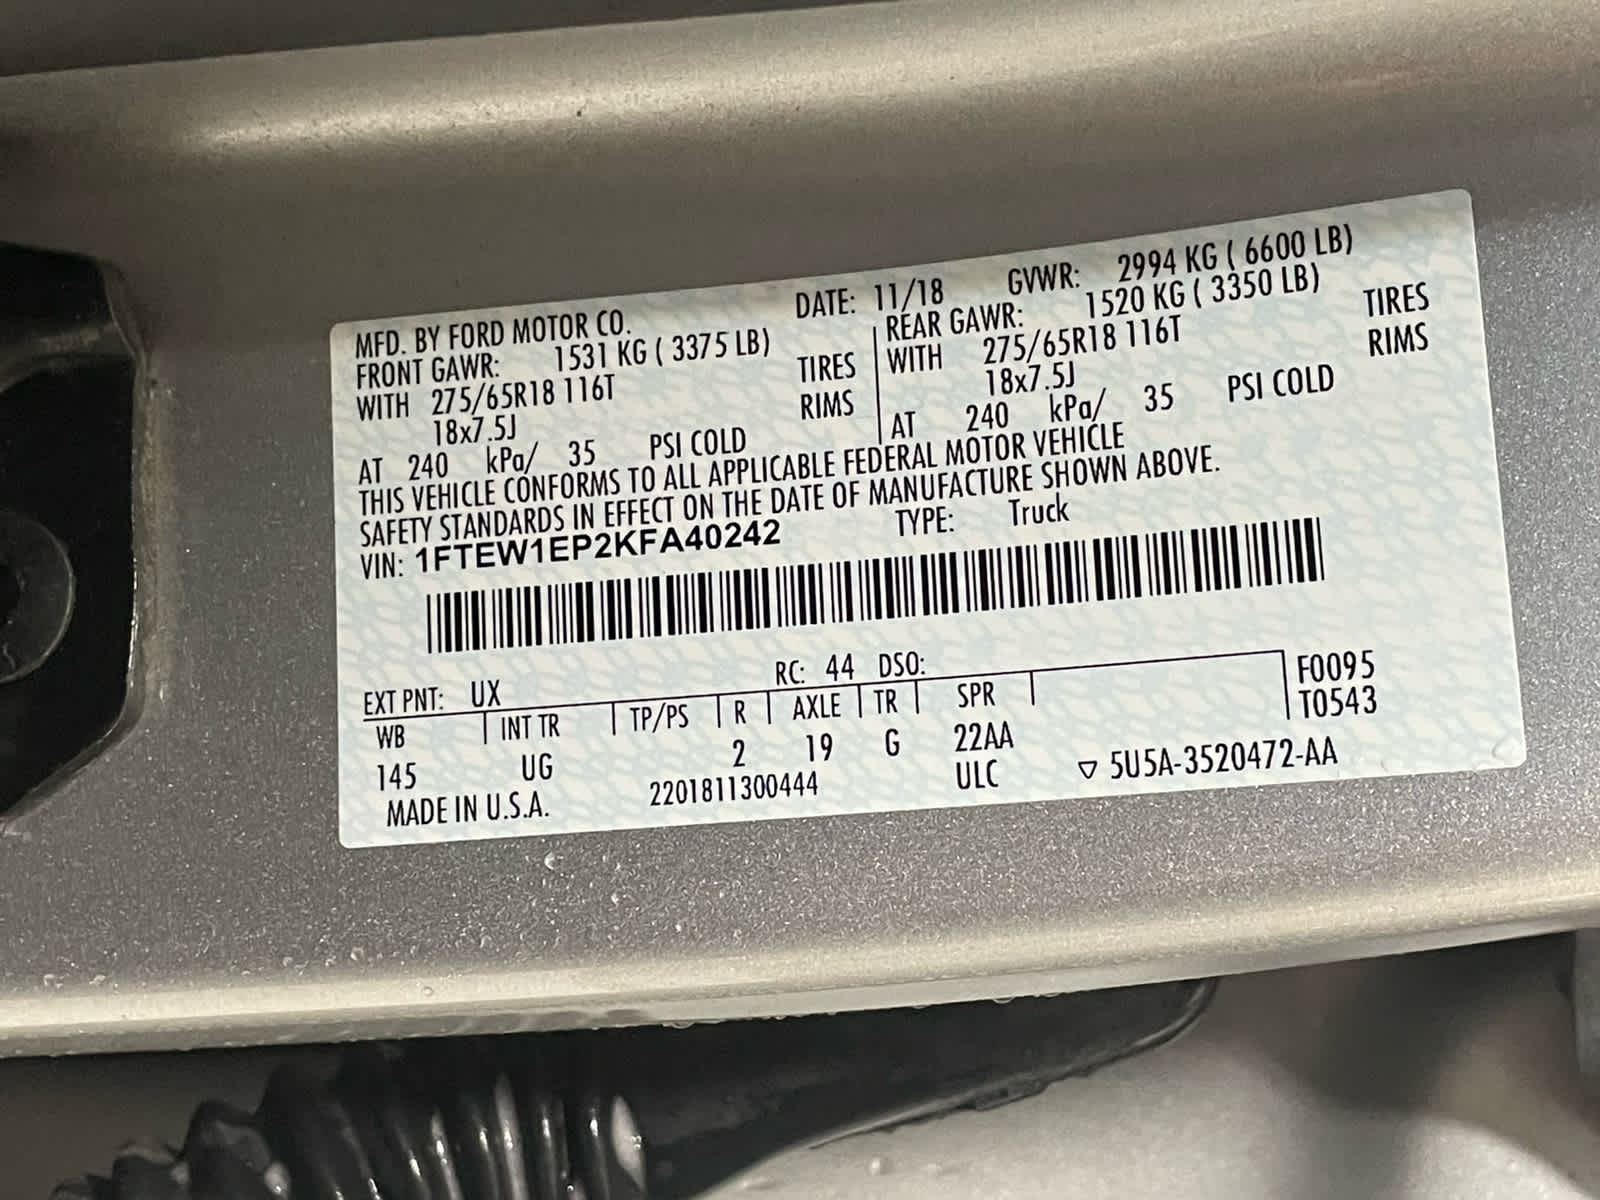 MFD. BY FORD MOTOR CO. DATE: 11/18 GVWR: 2994 KG ( 6600 LB)
FRONT GAWR: 1531 KG ( 3375 LB) REAR GAWR: 1520 KG ( 3350 LB)
WITH 275/65R18 116T TIRES WITH 275/65R18 116T TIRES
18x7.5J RIMS 18x7.5J RIMS
AT 240 kPa/ 35 PSI COLD AT 240 kPa/ 35 PSI COLD
THIS VEHICLE CONFORMS TO ALL APPLICABLE FEDERAL MOTOR VEHICLE
SAFETY STANDARDS IN EFFECT ON THE DATE OF MANUFACTURE SHOWN ABOVE.
VIN: 1FTEW1EP2KFA40242 TYPE: Truck
EXT PNT: UX RC: 44 DSO: F0095
WB INT TR TP/PS R AXLE TR SPR T0543
145 UG 2 19 G 22AA
MADE IN U.S.A. 2201811300444 ULC ▽ 5U5A-3520472-AA